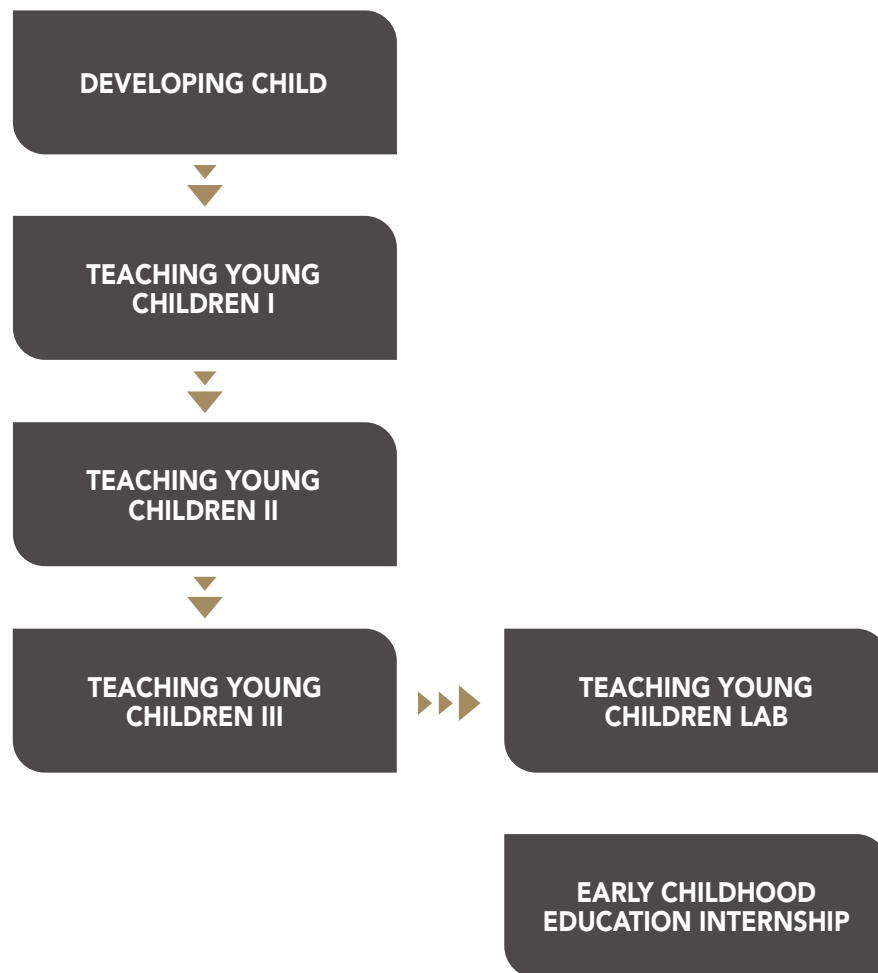 DEVELOPING CHILD
TEACHING YOUNG
CHILDREN I
TEACHING YOUNG
CHILDREN II
TEACHING YOUNG
CHILDREN III
TEACHING YOUNG
CHILDREN LAB
EARLY CHILDHOOD
EDUCATION INTERNSHIP